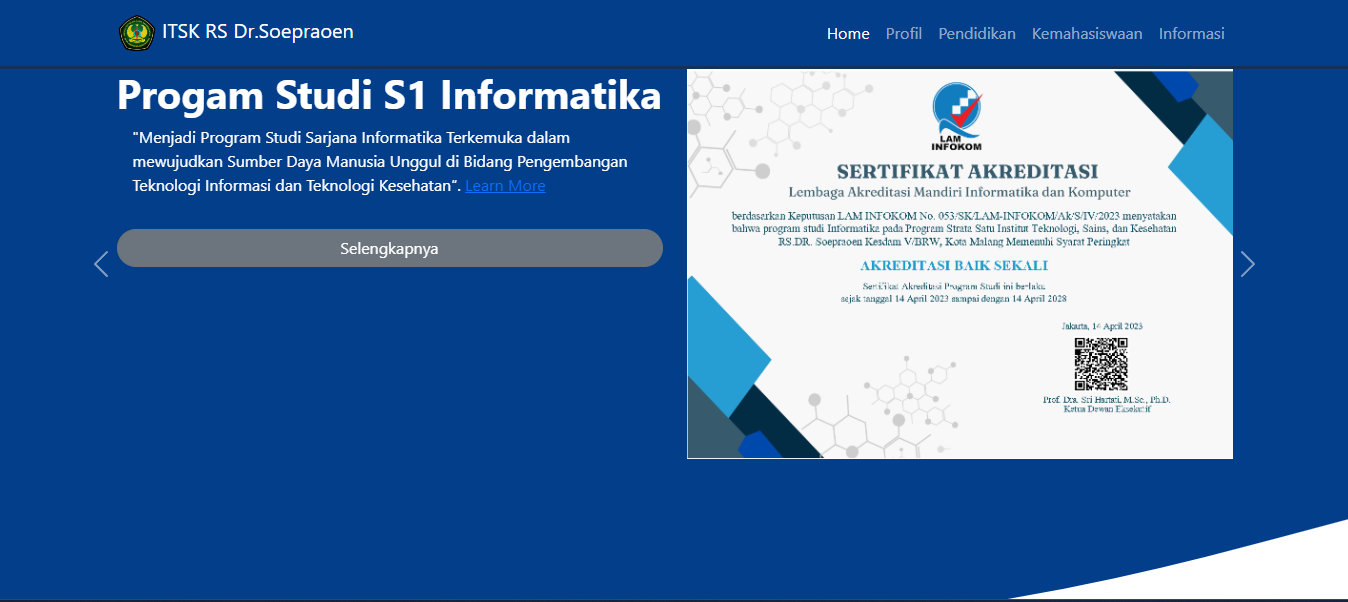 ITSK RS Dr.Soepraoen
Home Profil Pendidikan Kemahasiswaan Informasi
Progam Studi S1 Informatika
"Menjadi Program Studi Sarjana Informatika Terkemuka dalam
mewujudkan Sumber Daya Manusia Unggul di Bidang Pengembangan
Teknologi Informasi dan Teknologi Kesehatan". Learn More
Selengkapnya
LAM
INFOKOM
SERTIFIKAT AKREDITASI
Lembaga Akreditasi Mandiri Informatika dan Komputer
berdasarkan Keputusan LAM INFOKOM No. 053/SK/LAM-INFOKOM/Ak/S/IV/2023 menyatakan
bahwa program studi Informatika pada Program Strata Satu Institut Teknologi, Sains, dan Kesehatan
RS.DR. Soepraoen Kesdam V/BRW, Kota Malang Memenuhi Syarat Peringkat
AKREDITASI BAIK SEKALI
Sertifikat Akreditasi Program Studi ini berlaku
sejak tanggal 14 April 2023 sampai dengan 14 April 2028
Jakarta, 14 April 2023
Prof. Dra. Sri Hartati, M.Sc., Ph.D.
Ketua Dewan Eksekutif